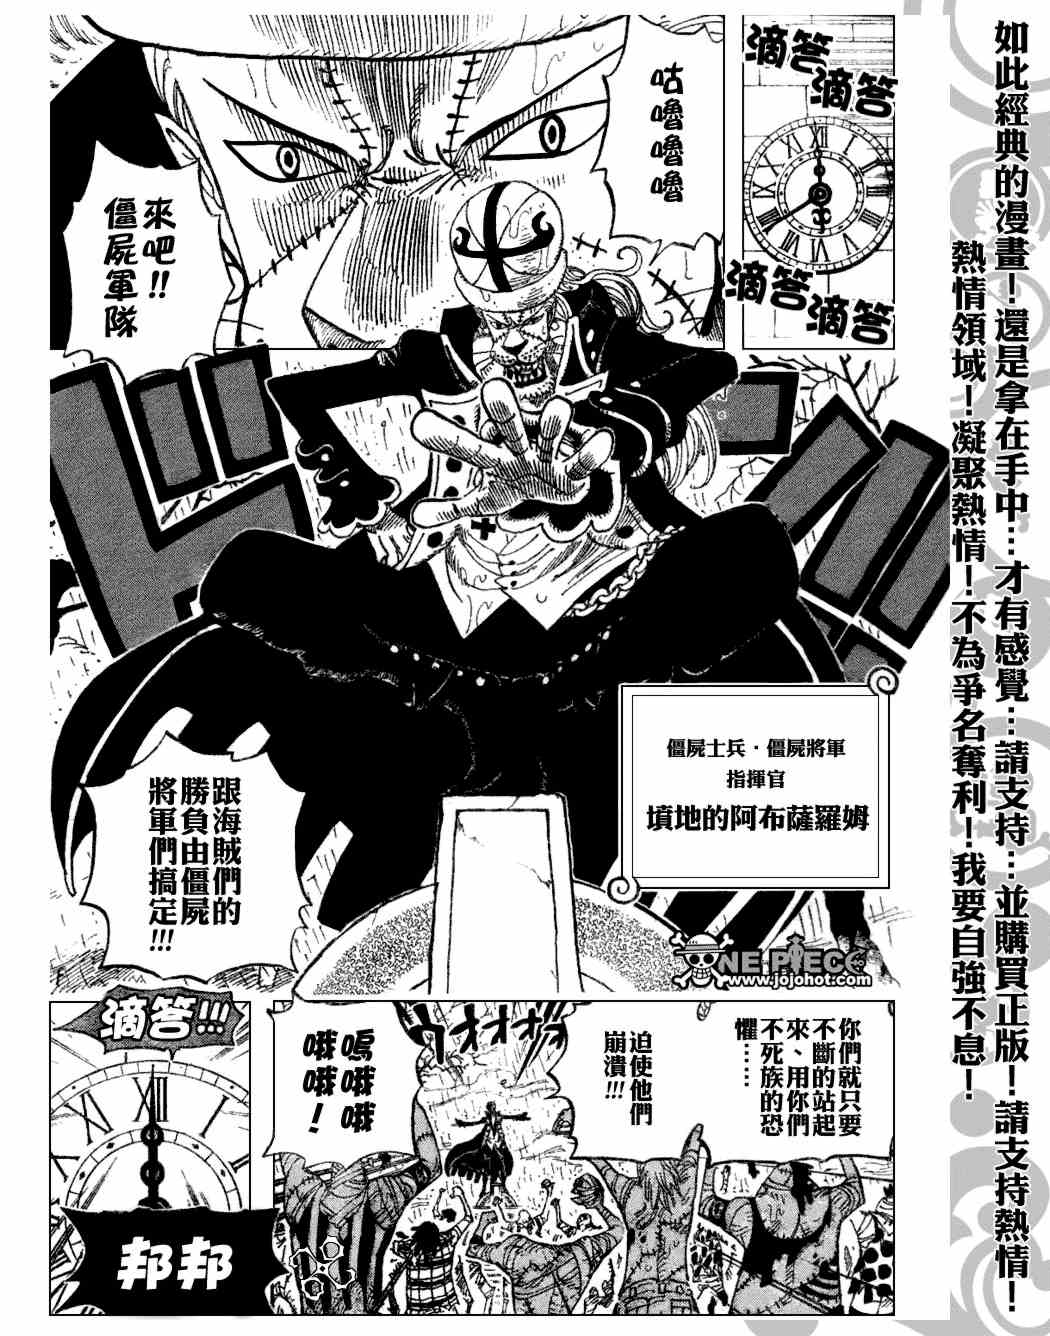 滴答
滴答
咕嚕嚕嚕
來吧!!
僵屍軍隊
滴答
滴答
ドドン
僵屍士兵·僵屍將軍
指揮官
墳地的阿布薩羅姆
跟海賊們的
勝負由僵屍
將軍們搞定!!!
ONE PIECE
www.jojohot.com
你們就只要
不斷的站起
來、用你們
不死族的恐
懼……
迫使他們
崩潰!!!
嗚哦哦
哦哦！
滴答!!!
邦邦
如此經典的漫畫！還是拿在手中…才有感覺…請支持…並購買正版！請支持熱情！
熱情領域！凝聚熱情！不為爭名奪利！我要自強不息！